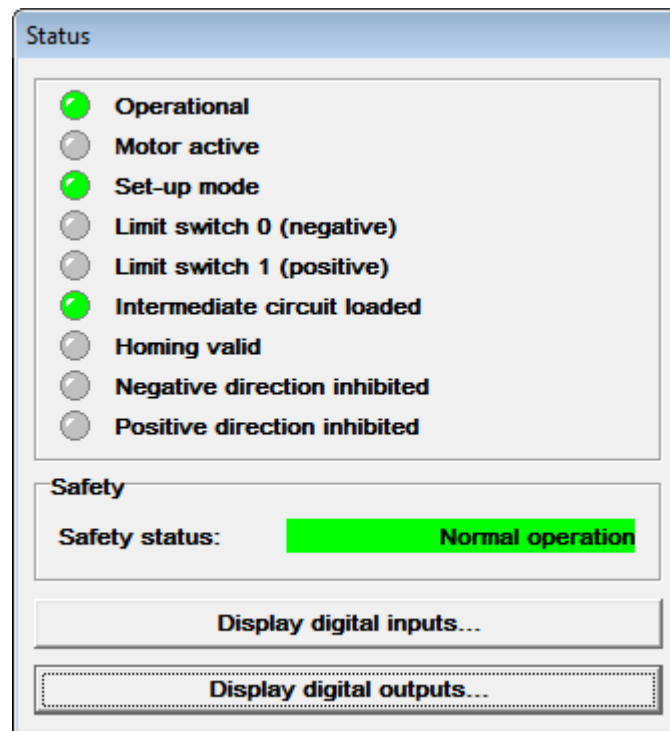 Status
Operational
Motor active
Set-up mode
Limit switch 0 (negative)
Limit switch 1 (positive)
Intermediate circuit loaded
Homing valid
Negative direction inhibited
Positive direction inhibited
Safety
Safety status: Normal operation
Display digital inputs...
Display digital outputs...